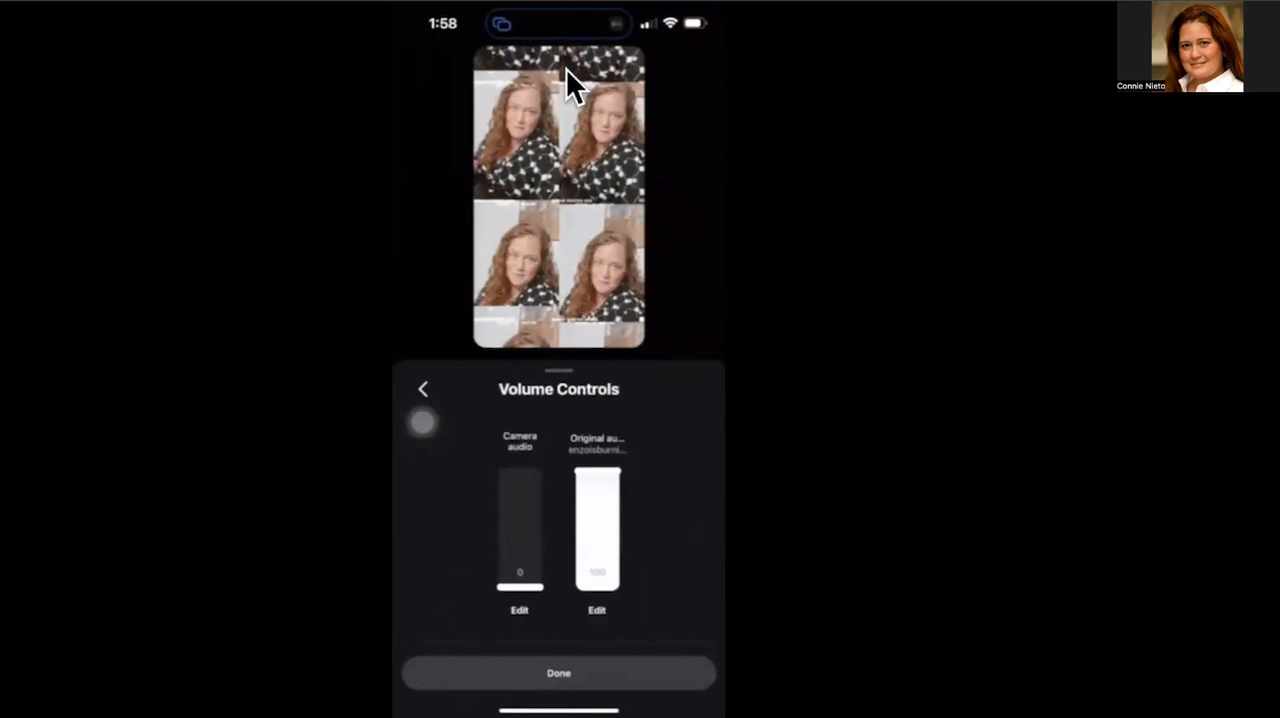 1:58
Connie Nieto
Volume Controls
Camera
audio
Original au...
enzoisburni...
0
100
Edit
Edit
Done